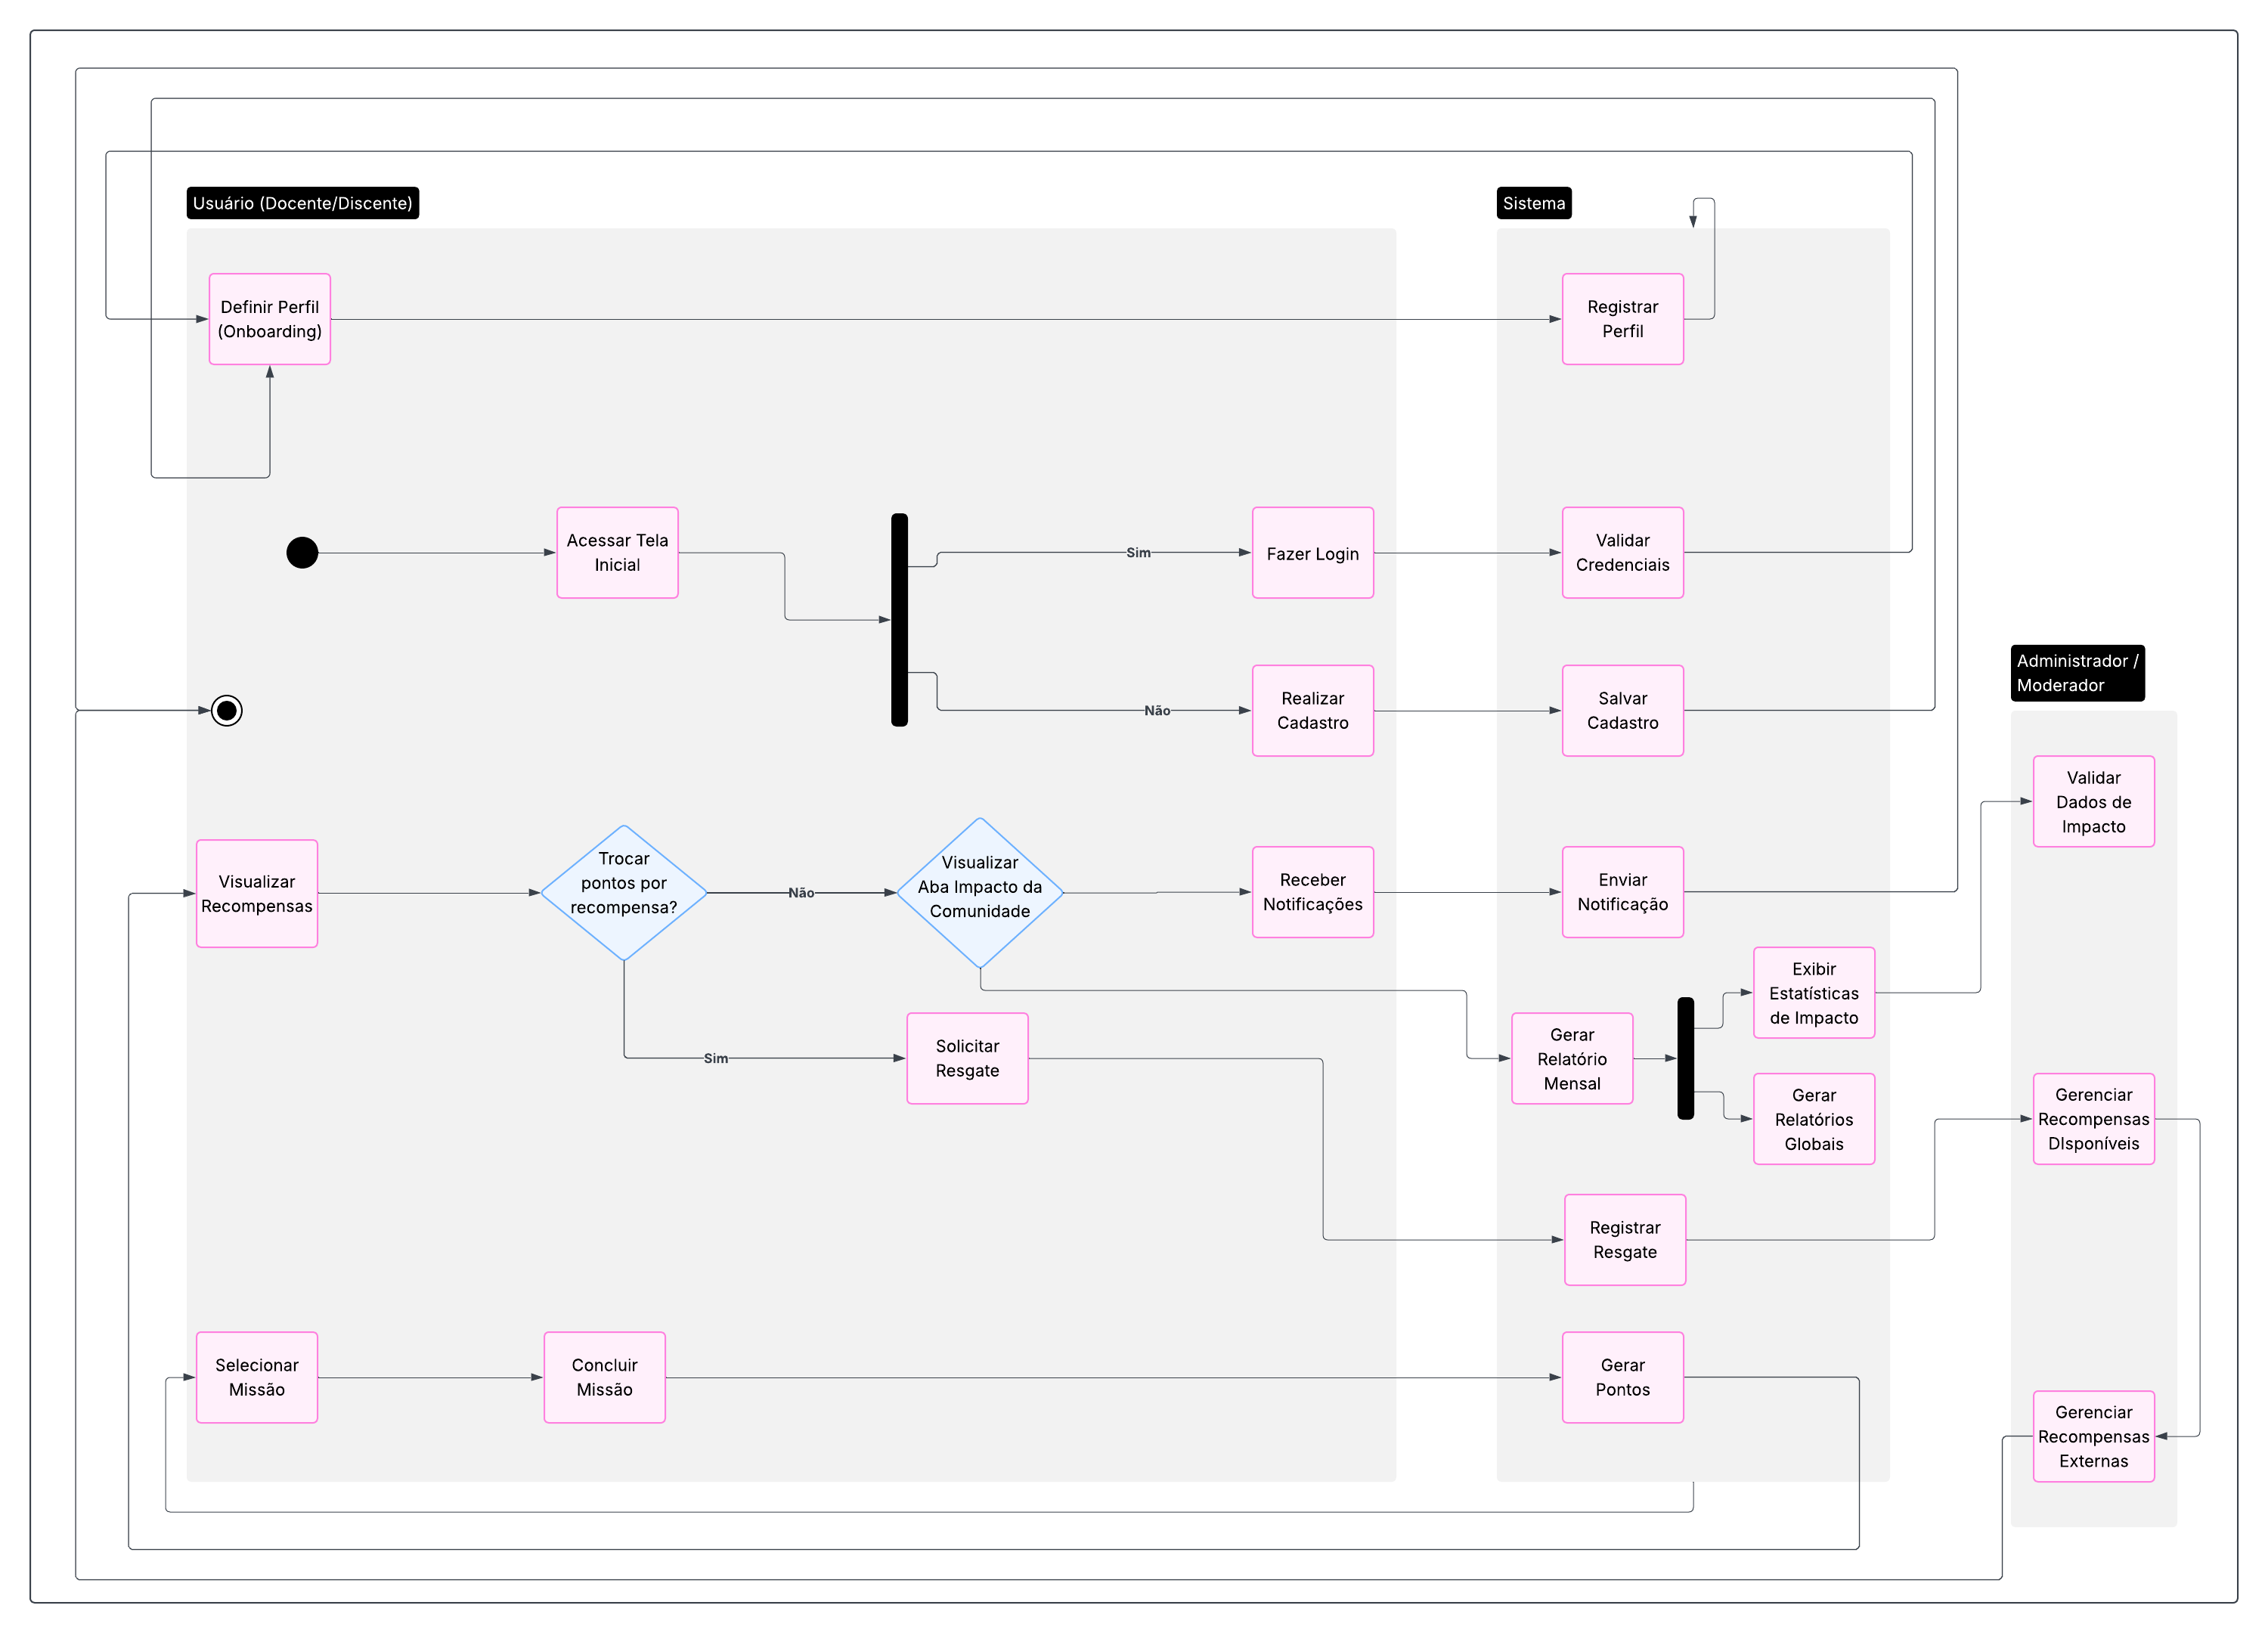 Usuário (Docente/Discente)
Sistema
Definir Perfil
(Onboarding)
Registrar
Perfil
Acessar Tela
Inicial
Sim
Fazer Login
Validar
Credenciais
Não
Realizar
Cadastro
Salvar
Cadastro
Administrador /
Moderador
Validar
Dados de
Impacto
Visualizar
Recompensas
Trocar
pontos por
recompensa?
Não
Visualizar
Aba Impacto da
Comunidade
Receber
Notificações
Enviar
Notificação
Exibir
Estatísticas
de Impacto
Sim
Solicitar
Resgate
Gerar
Relatório
Mensal
Gerar
Relatórios
Globais
Gerenciar
Recompensas
DIsponíveis
Registrar
Resgate
Selecionar
Missão
Concluir
Missão
Gerar
Pontos
Gerenciar
Recompensas
Externas